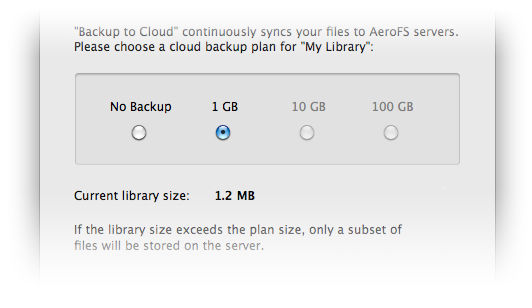 "Backup to Cloud" continuously syncs your files to AeroFS servers.
Please choose a cloud backup plan for "My Library":
No Backup 1 GB 10 GB 100 GB
Current library size: 1.2 MB
If the library size exceeds the plan size, only a subset of
files will be stored on the server.